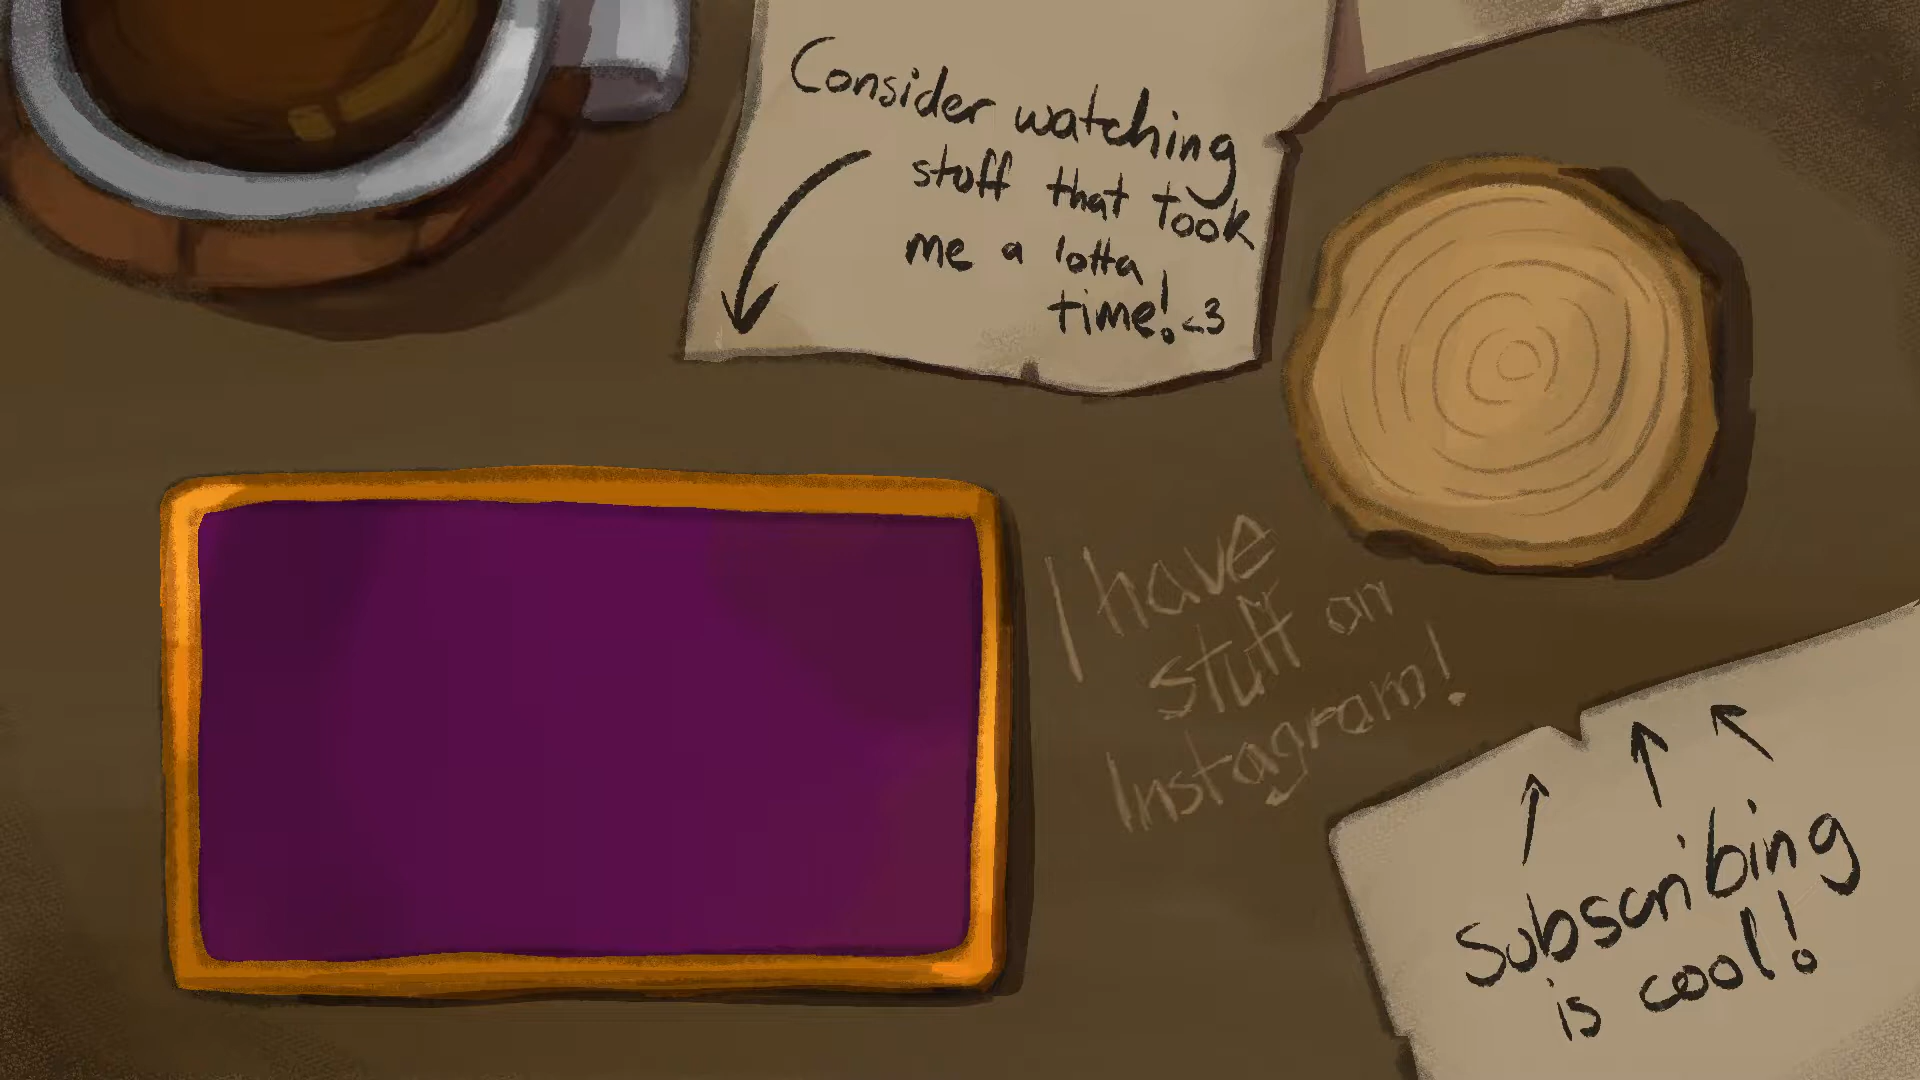 Consider watching
stuff that took
me a lotta
time! <3
I have
stuff on
Instagram!
Subscribing
is cool!